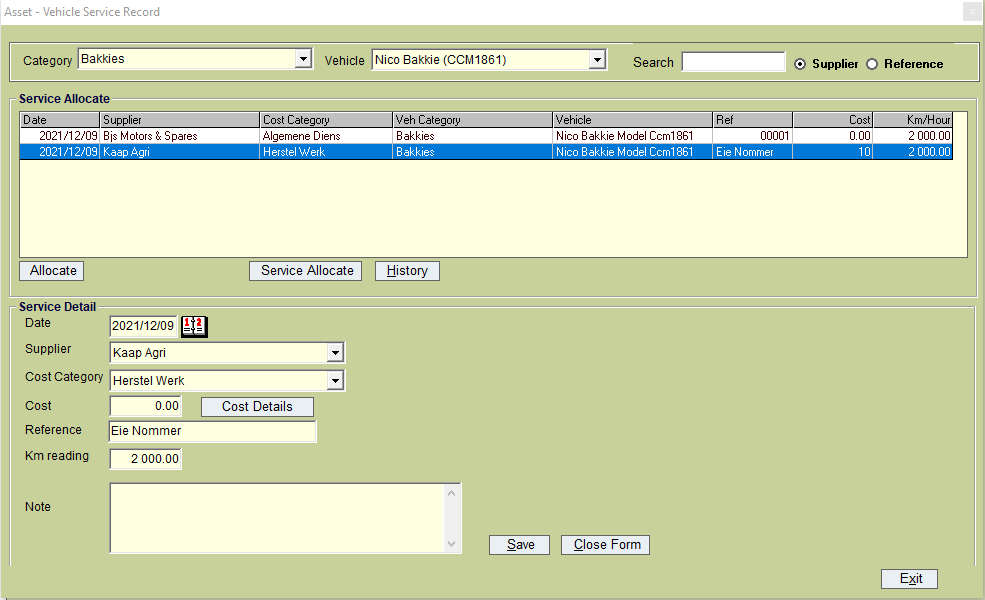 Asset - Vehicle Service Record
Category Bakkies Vehicle Nico Bakkie (CCM1861) Search Supplier Reference
Service Allocate
Date Supplier Cost Category Veh Category Vehicle Ref Cost Km/Hour
2021/12/09 Bjs Motors & Spares Algemene Diens Bakkies Nico Bakkie Model Ccm1861 00001 0.00 2 000.00
2021/12/09 Kaap Agri Herstel Werk Bakkies Nico Bakkie Model Ccm1861 Eie Nommer 10 2 000.00
Allocate Service Allocate History
Service Detail
Date 2021/12/09 12
Supplier Kaap Agri
Cost Category Herstel Werk
Cost 0.00 Cost Details
Reference Eie Nommer
Km reading 2 000.00
Note
Save Close Form
Exit